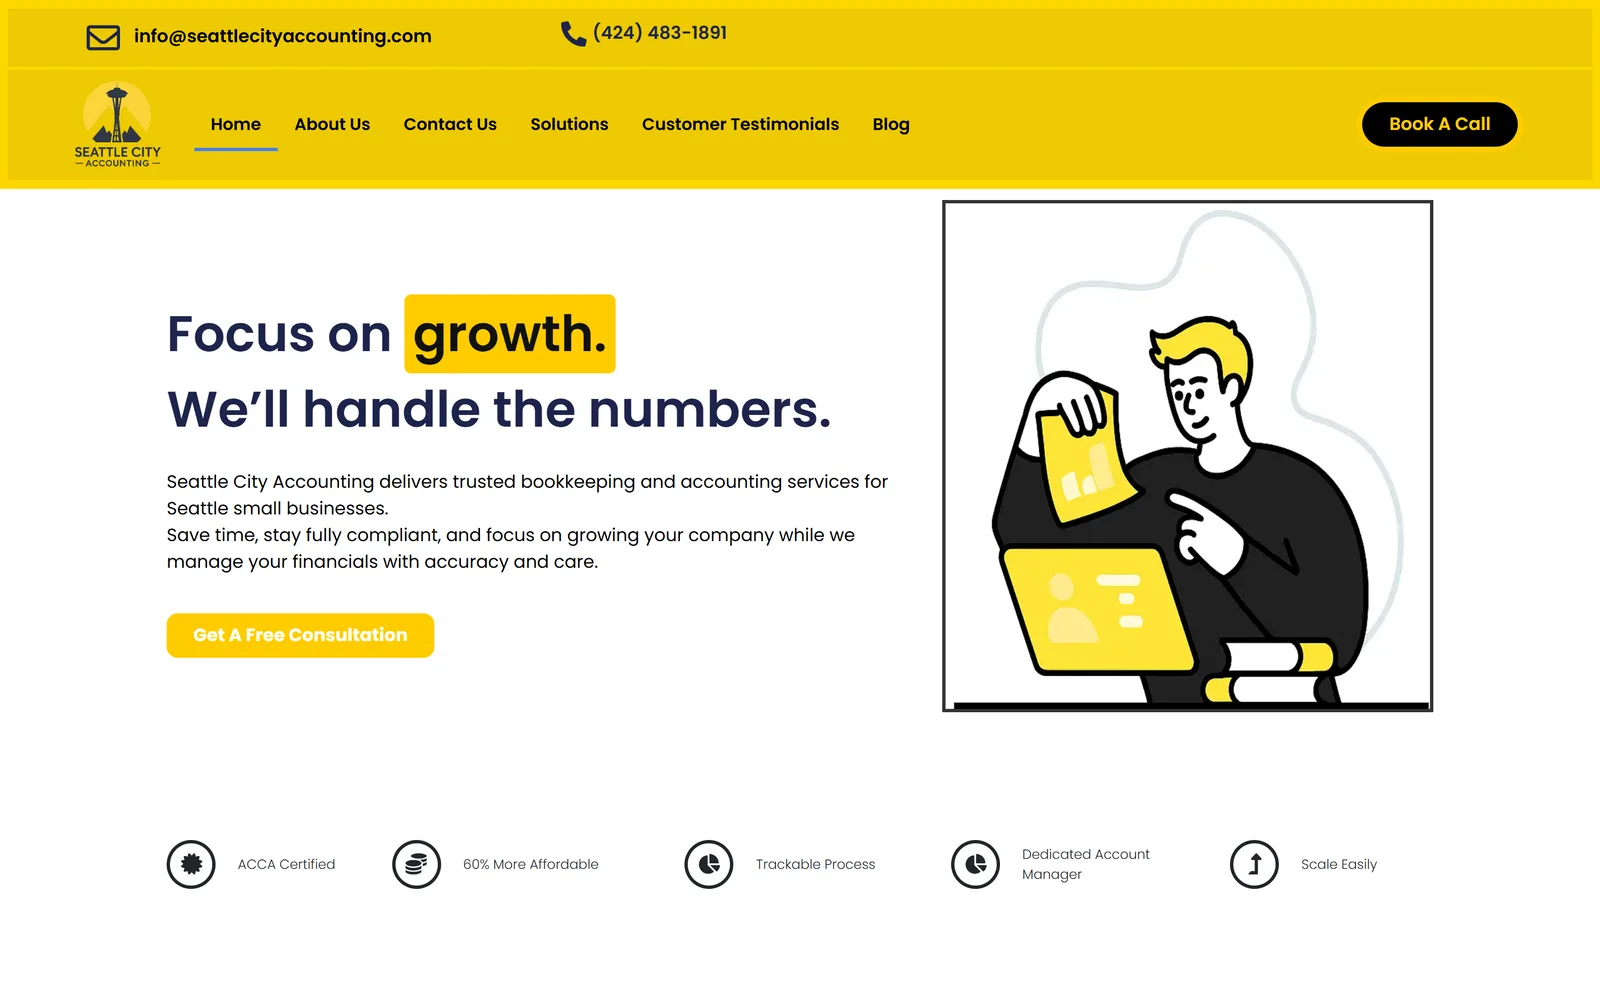 info@seattlecityaccounting.com
(424) 483-1891
SEATTLE CITY
— ACCOUNTING —
Home
About Us
Contact Us
Solutions
Customer Testimonials
Blog
Book A Call
Focus on growth.
We’ll handle the numbers.
Seattle City Accounting delivers trusted bookkeeping and accounting services for
Seattle small businesses.
Save time, stay fully compliant, and focus on growing your company while we
manage your financials with accuracy and care.
Get A Free Consultation
ACCA Certified
60% More Affordable
Trackable Process
Dedicated Account
Manager
Scale Easily